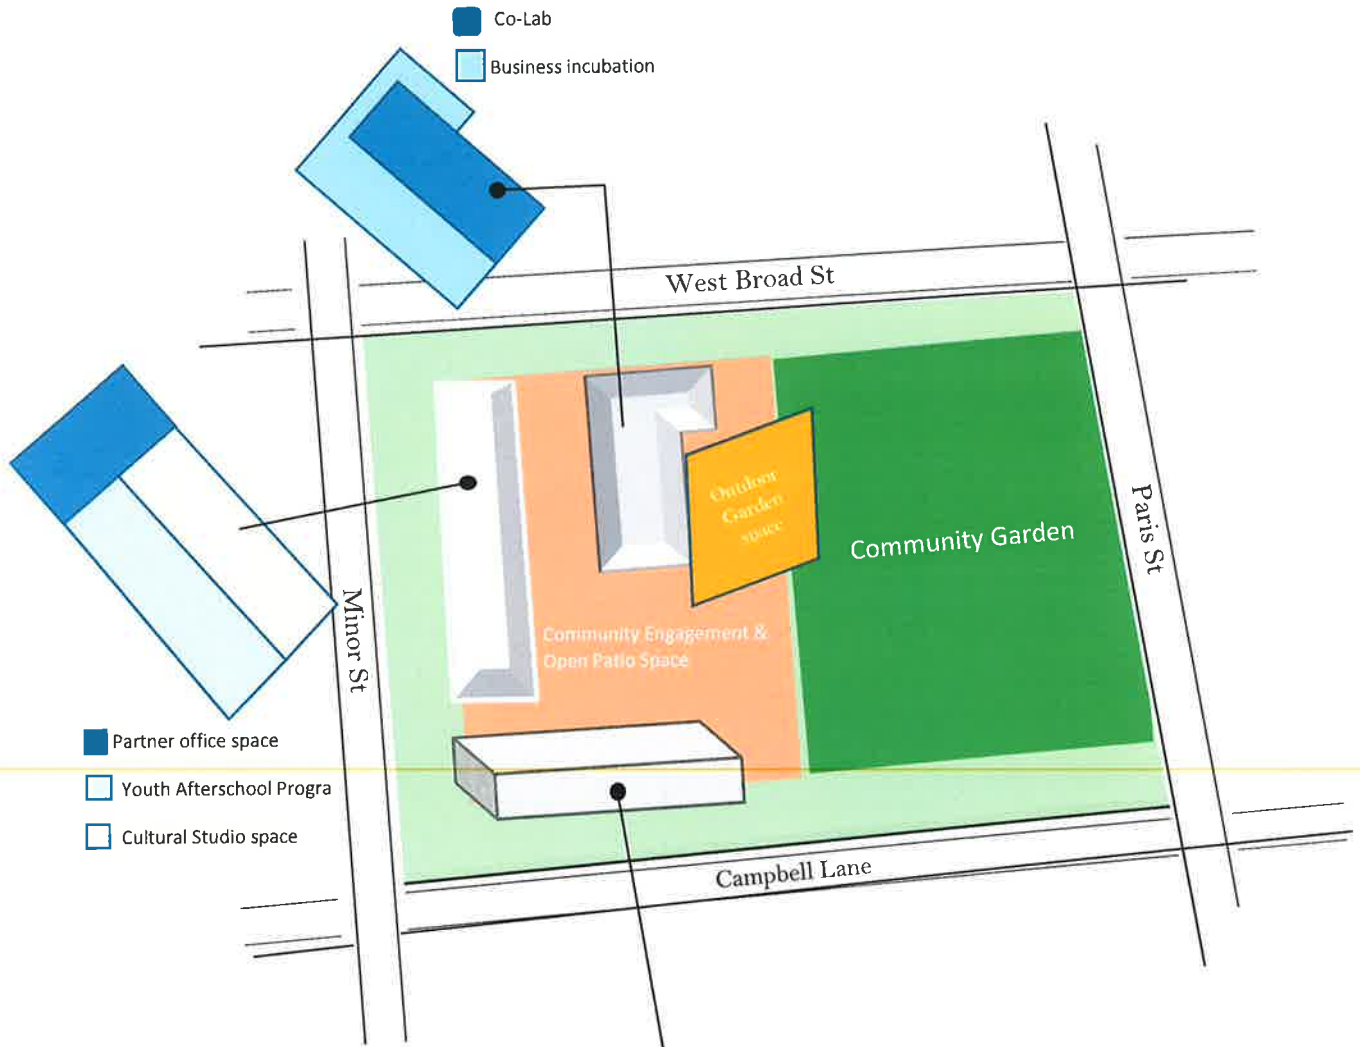 Co-Lab
Business incubation
West Broad St
Outdoor
Garden
space
Community Garden
Paris St
Minor St
Community Engagement &
Open Patio Space
Partner office space
Youth Afterschool Progra
Cultural Studio space
Campbell Lane